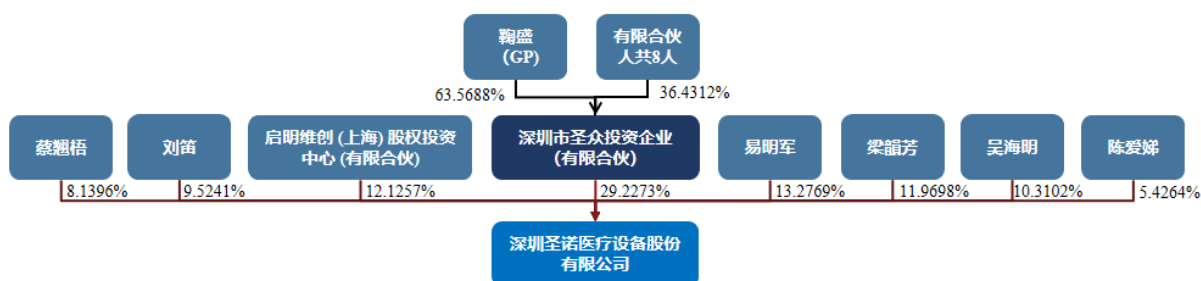 鞠盛
（GP)
有限合伙
人共8人
63.5688%
36.4312%
蔡翘梧
刘笛
启明维创 (上海) 股权投资
中心 (有限合伙)
深圳市圣众投资企业
(有限合伙)
易明军
梁韶芳
吴海明
陈爱娣
8.1396%
9.5241%
12.1257%
29.2273%
13.2769%
11.9698%
10.3102%
5.4264%
深圳圣诺医疗设备股份
有限公司